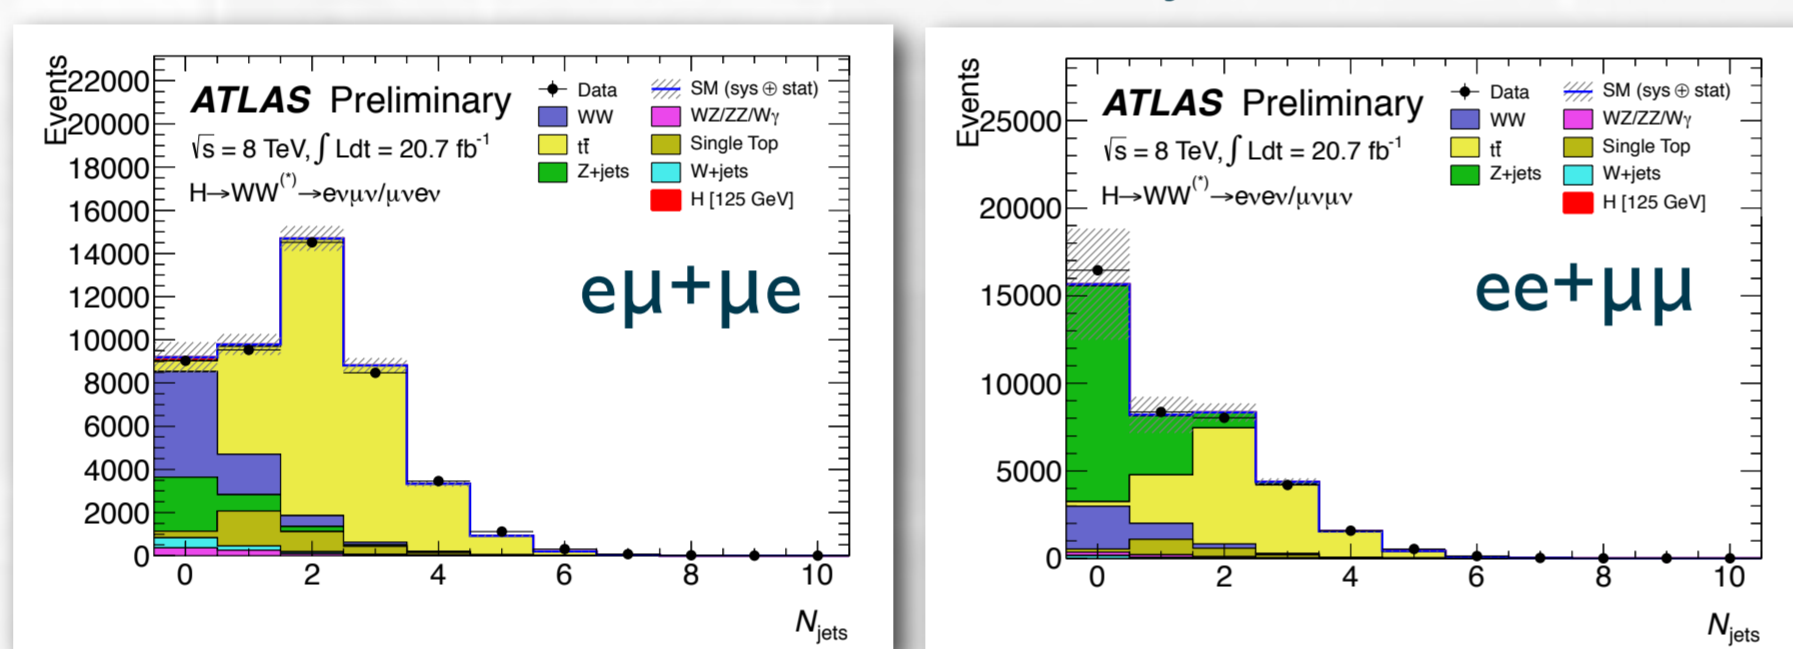 Events
22000
20000
18000
16000
14000
12000
10000
8000
6000
4000
2000
0
ATLAS Preliminary
√s = 8 TeV, ∫ Ldt = 20.7 fb⁻¹
H→WW⁽*⁾→eνμν/μνeν
Data
WW
tt̄
Z+jets
SM (sys ⊕ stat)
WZ/ZZ/Wγ
Single Top
W+jets
H [125 GeV]
eμ+μe
0 2 4 6 8 10
Njets
Events
25000
20000
15000
10000
5000
0
ATLAS Preliminary
√s = 8 TeV, ∫ Ldt = 20.7 fb⁻¹
H→WW⁽*⁾→eνeν/μνμν
Data
WW
tt̄
Z+jets
SM (sys ⊕ stat)
WZ/ZZ/Wγ
Single Top
W+jets
H [125 GeV]
ee+μμ
0 2 4 6 8 10
Njets